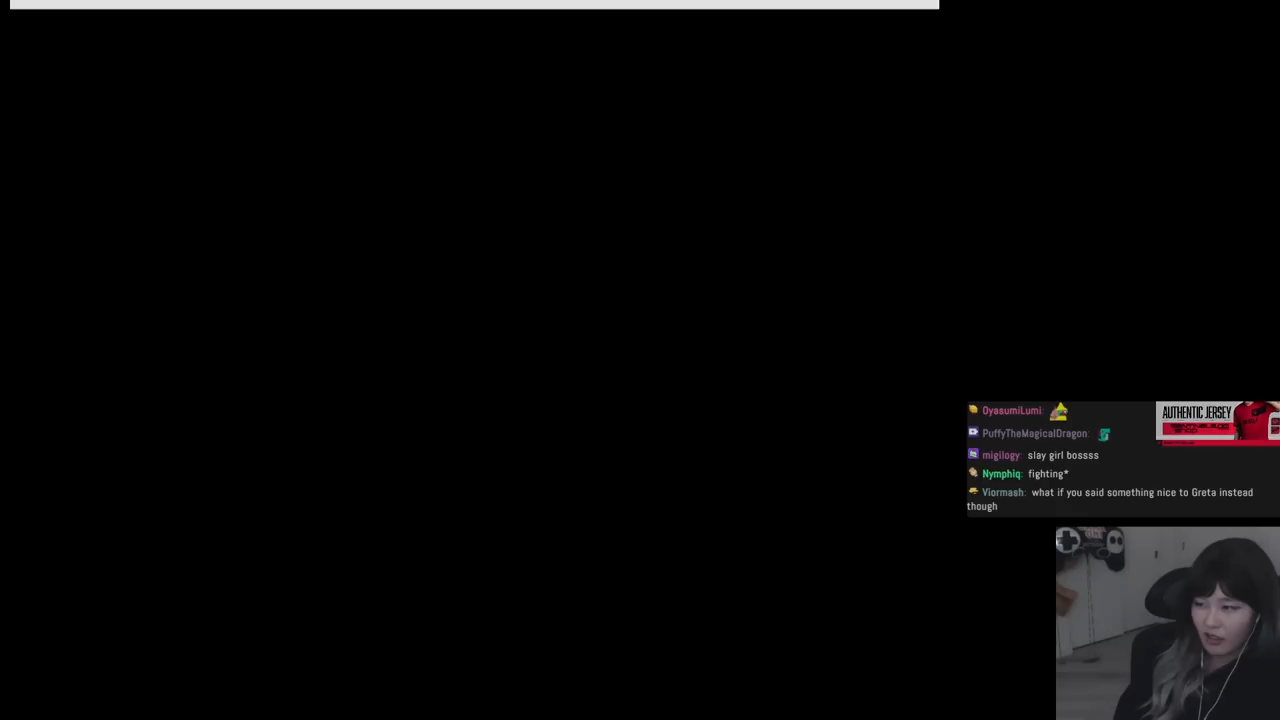 OyasumiLumi:
AUTHENTIC JERSEY
PuffyTheMagicalDragon:
migilogy: slay girl bossss
Nymphiq: fighting*
Viormash: what if you said something nice to Greta instead
though